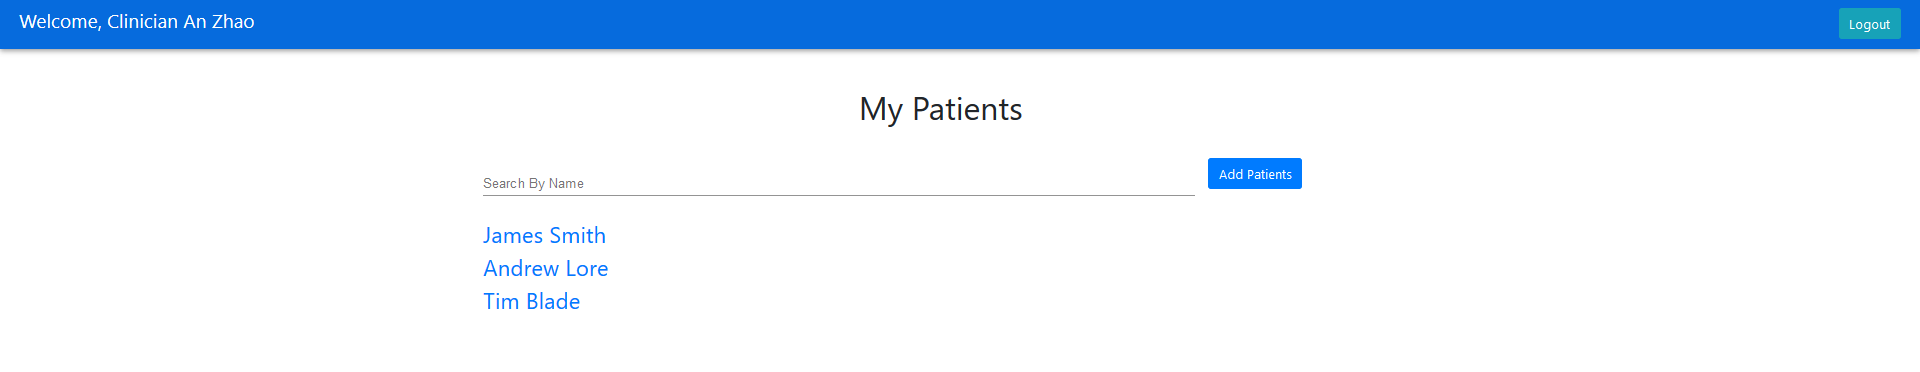 Welcome, Clinician An Zhao
Logout
My Patients
Search By Name
Add Patients
James Smith
Andrew Lore
Tim Blade